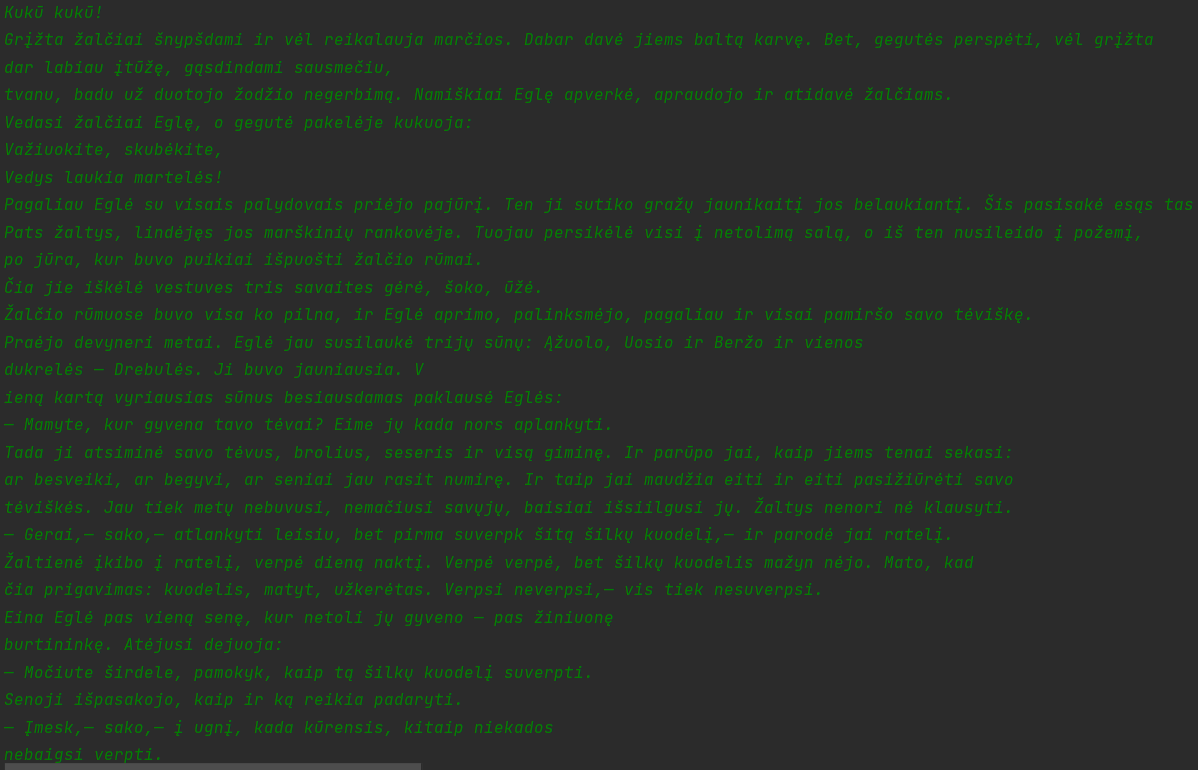 Kukū kukū!
Grįžta žalčiai šnypšdami ir vėl reikalauja marčios. Dabar davė jiems baltą karvę. Bet, gegutės perspėti, vėl grįžta
dar labiau įtūžę, gąsdindami sausmečiu,
tvanu, badu už duotojo žodžio negerbimą. Namiškiai Eglę apverkė, apraudojo ir atidavė žalčiams.
Vedasi žalčiai Eglę, o gegutė pakelėje kukuoja:
Važiuokite, skubėkite,
Vedys laukia martelės!
Pagaliau Eglė su visais palydovais priėjo pajūrį. Ten ji sutiko gražų jaunikaitį jos belaukiantį. Šis pasisakė esąs tas
Pats žaltys, lindėjęs jos marškinių rankovėje. Tuojau persikėlė visi į netolimą salą, o iš ten nusileido į požemį,
po jūra, kur buvo puikiai išpuošti žalčio rūmai.
Čia jie iškėlė vestuves tris savaites gėrė, šoko, ūžė.
Žalčio rūmuose buvo visa ko pilna, ir Eglė aprimo, palinksmėjo, pagaliau ir visai pamiršo savo tėviškę.
Praėjo devyneri metai. Eglė jau susilaukė trijų sūnų: Ąžuolo, Uosio ir Beržo ir vienos
dukrelės – Drebulės. Ji buvo jauniausia. V
ieną kartą vyriausias sūnus besiausdamas paklausė Eglės:
– Mamyte, kur gyvena tavo tėvai? Eime jų kada nors aplankyti.
Tada ji atsiminė savo tėvus, brolius, seseris ir visą giminę. Ir parūpo jai, kaip jiems tenai sekasi:
ar besveiki, ar begyvi, ar seniai jau rasit numirę. Ir taip jai maudžia eiti ir eiti pasižiūrėti savo
tėviškės. Jau tiek metų nebuvusi, nemačiusi savųjų, baisiai išsiilgusi jų. Žaltys nenori nė klausyti.
– Gerai,– sako,– atlankyti leisiu, bet pirma suverpk šitą šilkų kuodelį,– ir parodė jai ratelį.
Žaltienė įkibo į ratelį, verpė dieną naktį. Verpė verpė, bet šilkų kuodelis mažyn nėjo. Mato, kad
čia prigavimas: kuodelis, matyt, užkerėtas. Verpsi neverpsi,– vis tiek nesuverpsi.
Eina Eglė pas vieną senę, kur netoli jų gyveno – pas žiniuonę
burtininkę. Atėjusi dejuoja:
– Močiute širdele, pamokyk, kaip tą šilkų kuodelį suverpti.
Senoji išpasakojo, kaip ir ką reikia padaryti.
– Įmesk,– sako,– į ugnį, kada kūrensis, kitaip niekados
nebaigsi verpti.